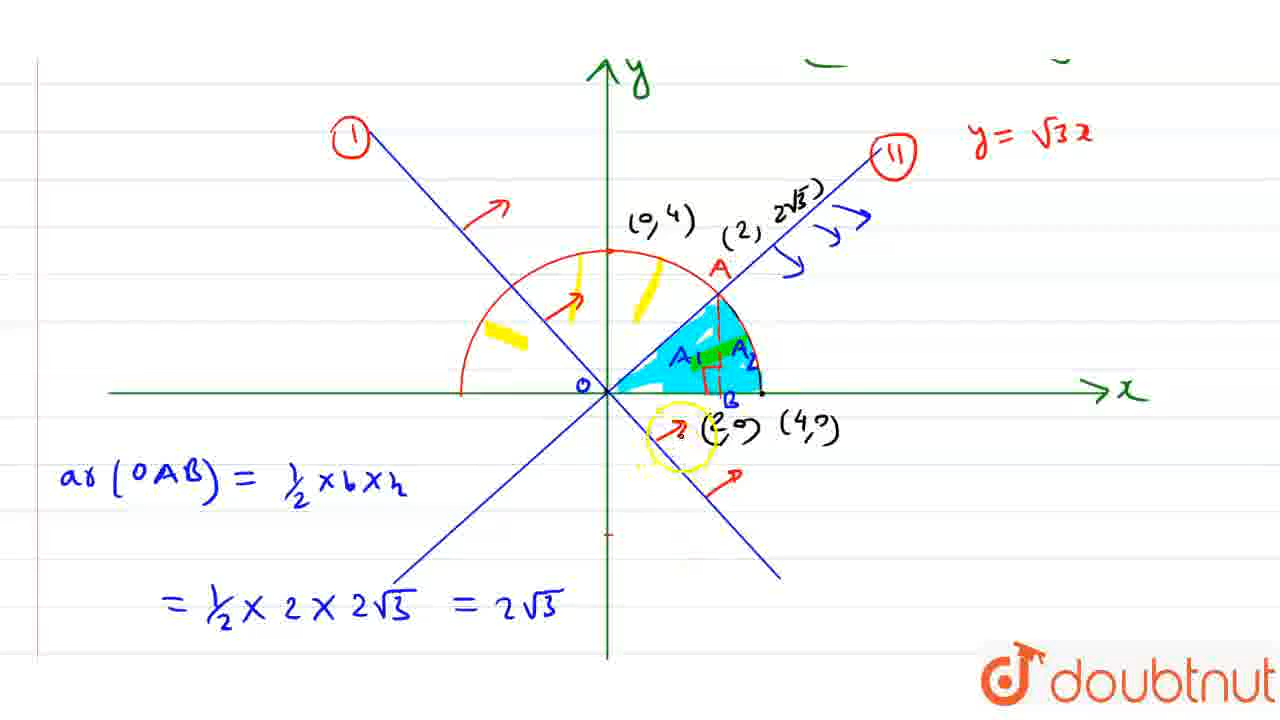 y
I
II
y = √3x
(0, 4)
(2, 2√3)
A
A1
A2
O
B
x
(2, 0)
(4, 0)
ar (OAB) = 1/2 × b × h
= 1/2 × 2 × 2√3 = 2√3
doubtnut